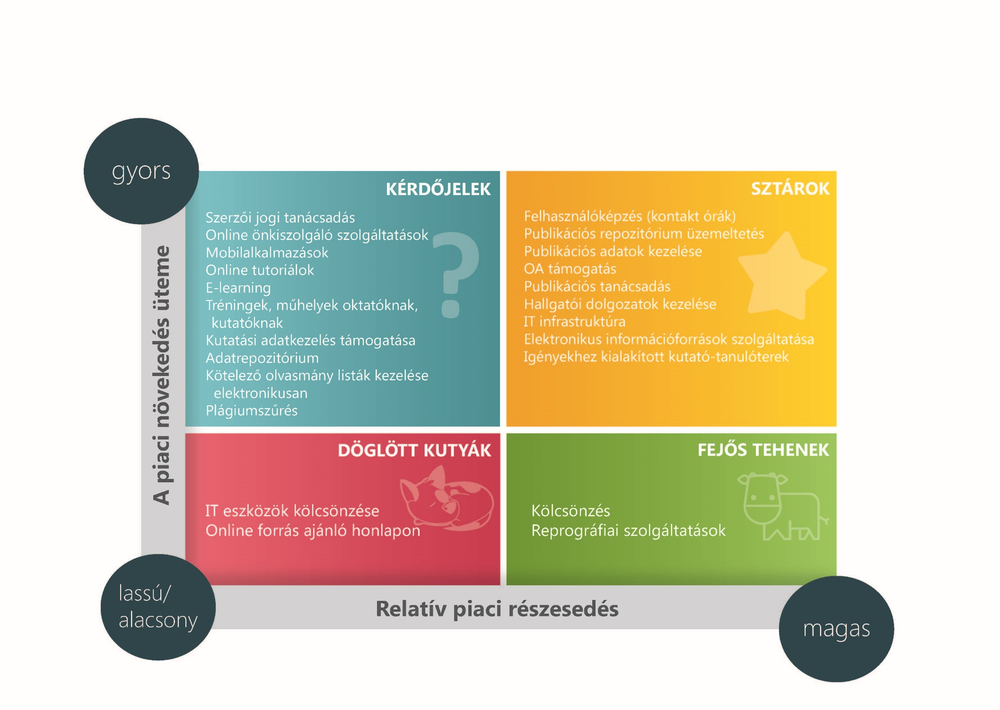 gyors
A piaci növekedés üteme
KÉRDŐJELEK
Szerzői jogi tanácsadás
Online önkiszolgáló szolgáltatások
Mobilalkalmazások
Online tutoriálok
E-learning
Tréningek, műhelyek oktatóknak,
kutatóknak
Kutatási adatkezelés támogatása
Adatrepozitórium
Kötelező olvasmány listák kezelése
elektronikusan
Plágiumszűrés
SZTÁROK
Felhasználóképzés (kontakt órák)
Publikációs repozitórium üzemeltetés
Publikációs adatok kezelése
OA támogatás
Publikációs tanácsadás
Hallgatói dolgozatok kezelése
IT infrastruktúra
Elektronikus információforrások szolgáltatása
Igényekhez kialakított kutató-tanulóterek
DÖGLÖTT KUTYÁK
IT eszközök kölcsönzése
Online forrás ajánló honlapon
FEJŐS TEHENEK
Kölcsönzés
Reprográfiai szolgáltatások
lassú/
alacsony
Relatív piaci részesedés
magas